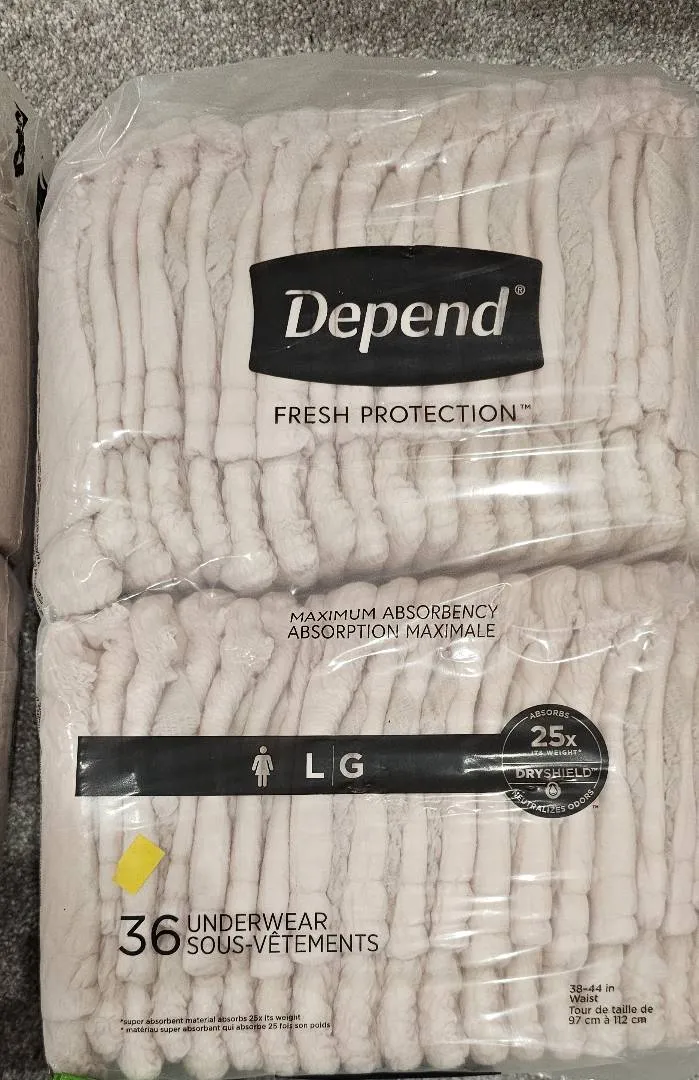 Depend®
FRESH PROTECTION™
MAXIMUM ABSORBENCY
ABSORPTION MAXIMALE
L|G
ABSORBS
25x
ITS WEIGHT*
DRYSHIELD™
NEUTRALIZES ODORS™
36 UNDERWEAR
SOUS-VÊTEMENTS
*super absorbent material absorbs 25x its weight
* matériau super absorbant qui absorbe 25 fois son poids
38-44 in
Waist
Tour de taille de
97 cm à 112 cm